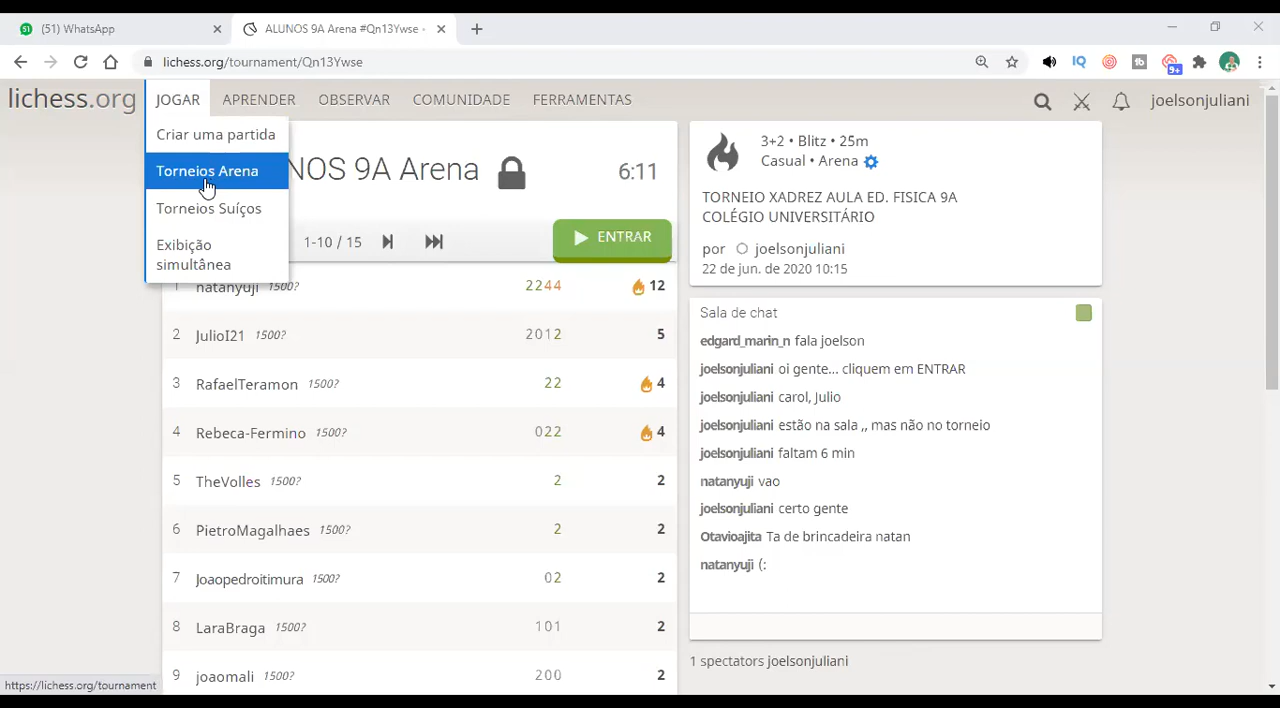 (51) WhatsApp
ALUNOS 9A Arena #Qn13Ywse -
lichess.org/tournament/Qn13Ywse
lichess.org JOGAR APRENDER OBSERVAR COMUNIDADE FERRAMENTAS joelsonjuliani
Criar uma partida
Torneios Arena
Torneios Suíços
Exibição
simultânea
NOS 9A Arena 6:11
1-10 / 15 ENTRAR
1 natanyuji 1500? 2244 12
2 JulioI21 1500? 2012 5
3 RafaelTeramon 1500? 22 4
4 Rebeca-Fermino 1500? 022 4
5 TheVolles 1500? 2 2
6 PietroMagalhaes 1500? 2 2
7 Joaopedroitimura 1500? 02 2
8 LaraBraga 1500? 101 2
9 joaomali 1500? 200 2
3+2 • Blitz • 25m
Casual • Arena
TORNEIO XADREZ AULA ED. FISICA 9A
COLÉGIO UNIVERSITÁRIO
por joelsonjuliani
22 de jun. de 2020 10:15
Sala de chat
edgard_marin_n fala joelson
joelsonjuliani oi gente... cliquem em ENTRAR
joelsonjuliani carol, Julio
joelsonjuliani estão na sala ,, mas não no torneio
joelsonjuliani faltam 6 min
natanyuji vao
joelsonjuliani certo gente
Otavioajita Ta de brincadeira natan
natanyuji (:
1 spectators joelsonjuliani
https://lichess.org/tournament